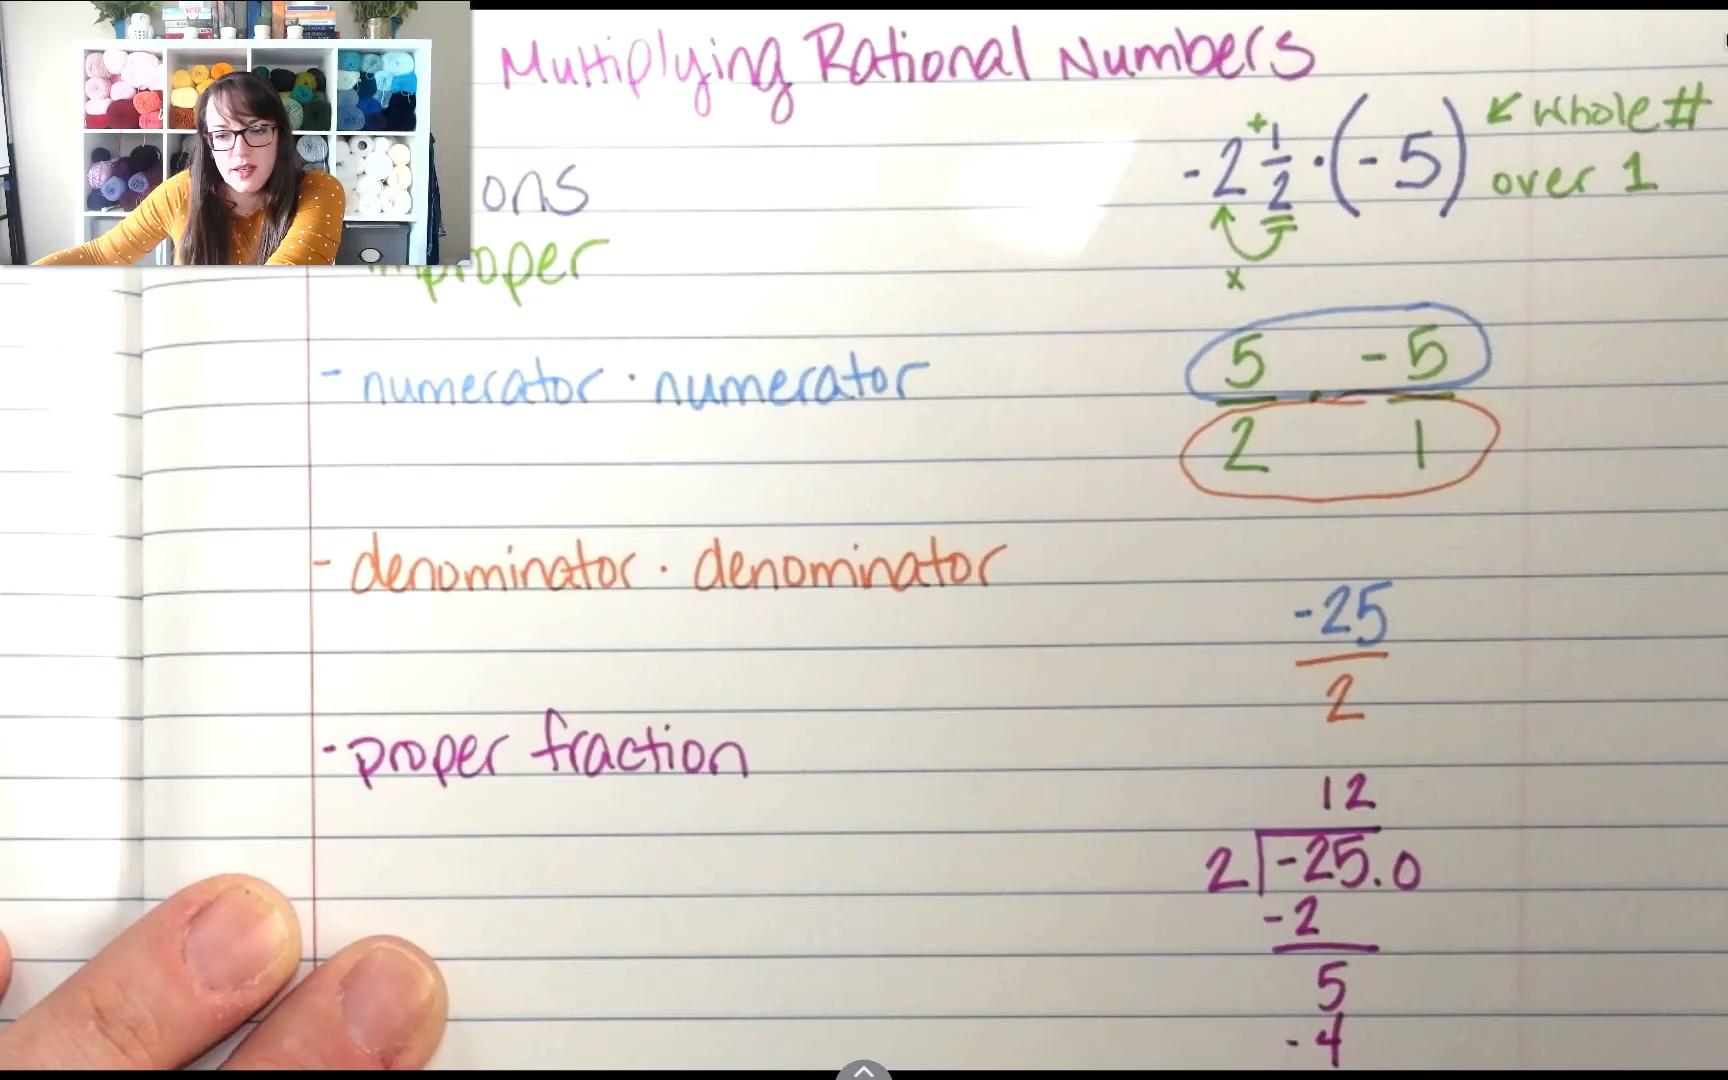 Multiplying Rational Numbers
-2 1/2 · (-5) ↙ whole #
over 1
+
x
ons
improper
- numerator · numerator
5/2 · -5/1
- denominator · denominator
-25/2
- proper fraction
12
2 -25.0
-2
5
-4